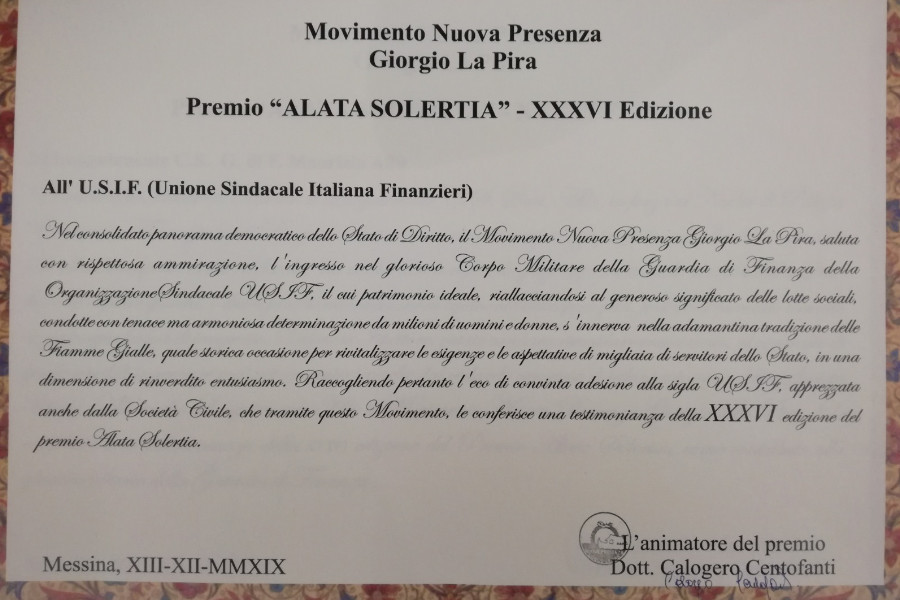 Movimento Nuova Presenza
Giorgio La Pira
Premio “ALATA SOLERTIA” - XXXVI Edizione
All' U.S.I.F. (Unione Sindacale Italiana Finanzieri)
Nel consolidato panorama democratico dello Stato di Diritto, il Movimento Nuova Presenza Giorgio La Pira, saluta
con rispettosa ammirazione, l'ingresso nel glorioso Corpo Militare della Guardia di Finanza della
Organizzazione Sindacale USIF, il cui patrimonio ideale, riallacciandosi al generoso significato delle lotte sociali,
condotte con tenace ma armoniosa determinazione da milioni di uomini e donne, s'innerva nella adamantina tradizione delle
Fiamme Gialle, quale storica occasione per rivitalizzare le esigenze e le aspettative di migliaia di servitori dello Stato, in una
dimensione di rinverdito entusiasmo. Raccogliendo pertanto l'eco di convinta adesione alla sigla USIF, apprezzata
anche dalla Società Civile, che tramite questo Movimento, le conferisce una testimonianza della XXXVI edizione del
premio Alata Solertia.
L'animatore del premio
Messina, XIII-XII-MMXIX
Dott. Calogero Centofanti